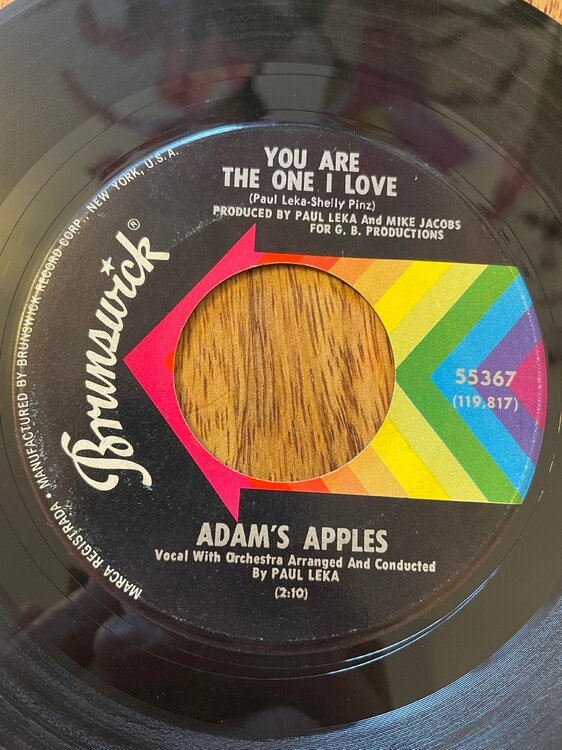 YOU ARE
THE ONE I LOVE
(Paul Leka-Shelly Pinz)
PRODUCED BY PAUL LEKA And MIKE JACOBS
FOR G. B. PRODUCTIONS
Brunswick®
55367
(119,817)
ADAM'S APPLES
Vocal With Orchestra Arranged And Conducted
By PAUL LEKA
(2:10)
MARCA REGISTRADA • MANUFACTURED BY BRUNSWICK RECORD CORP., NEW YORK, U.S.A.